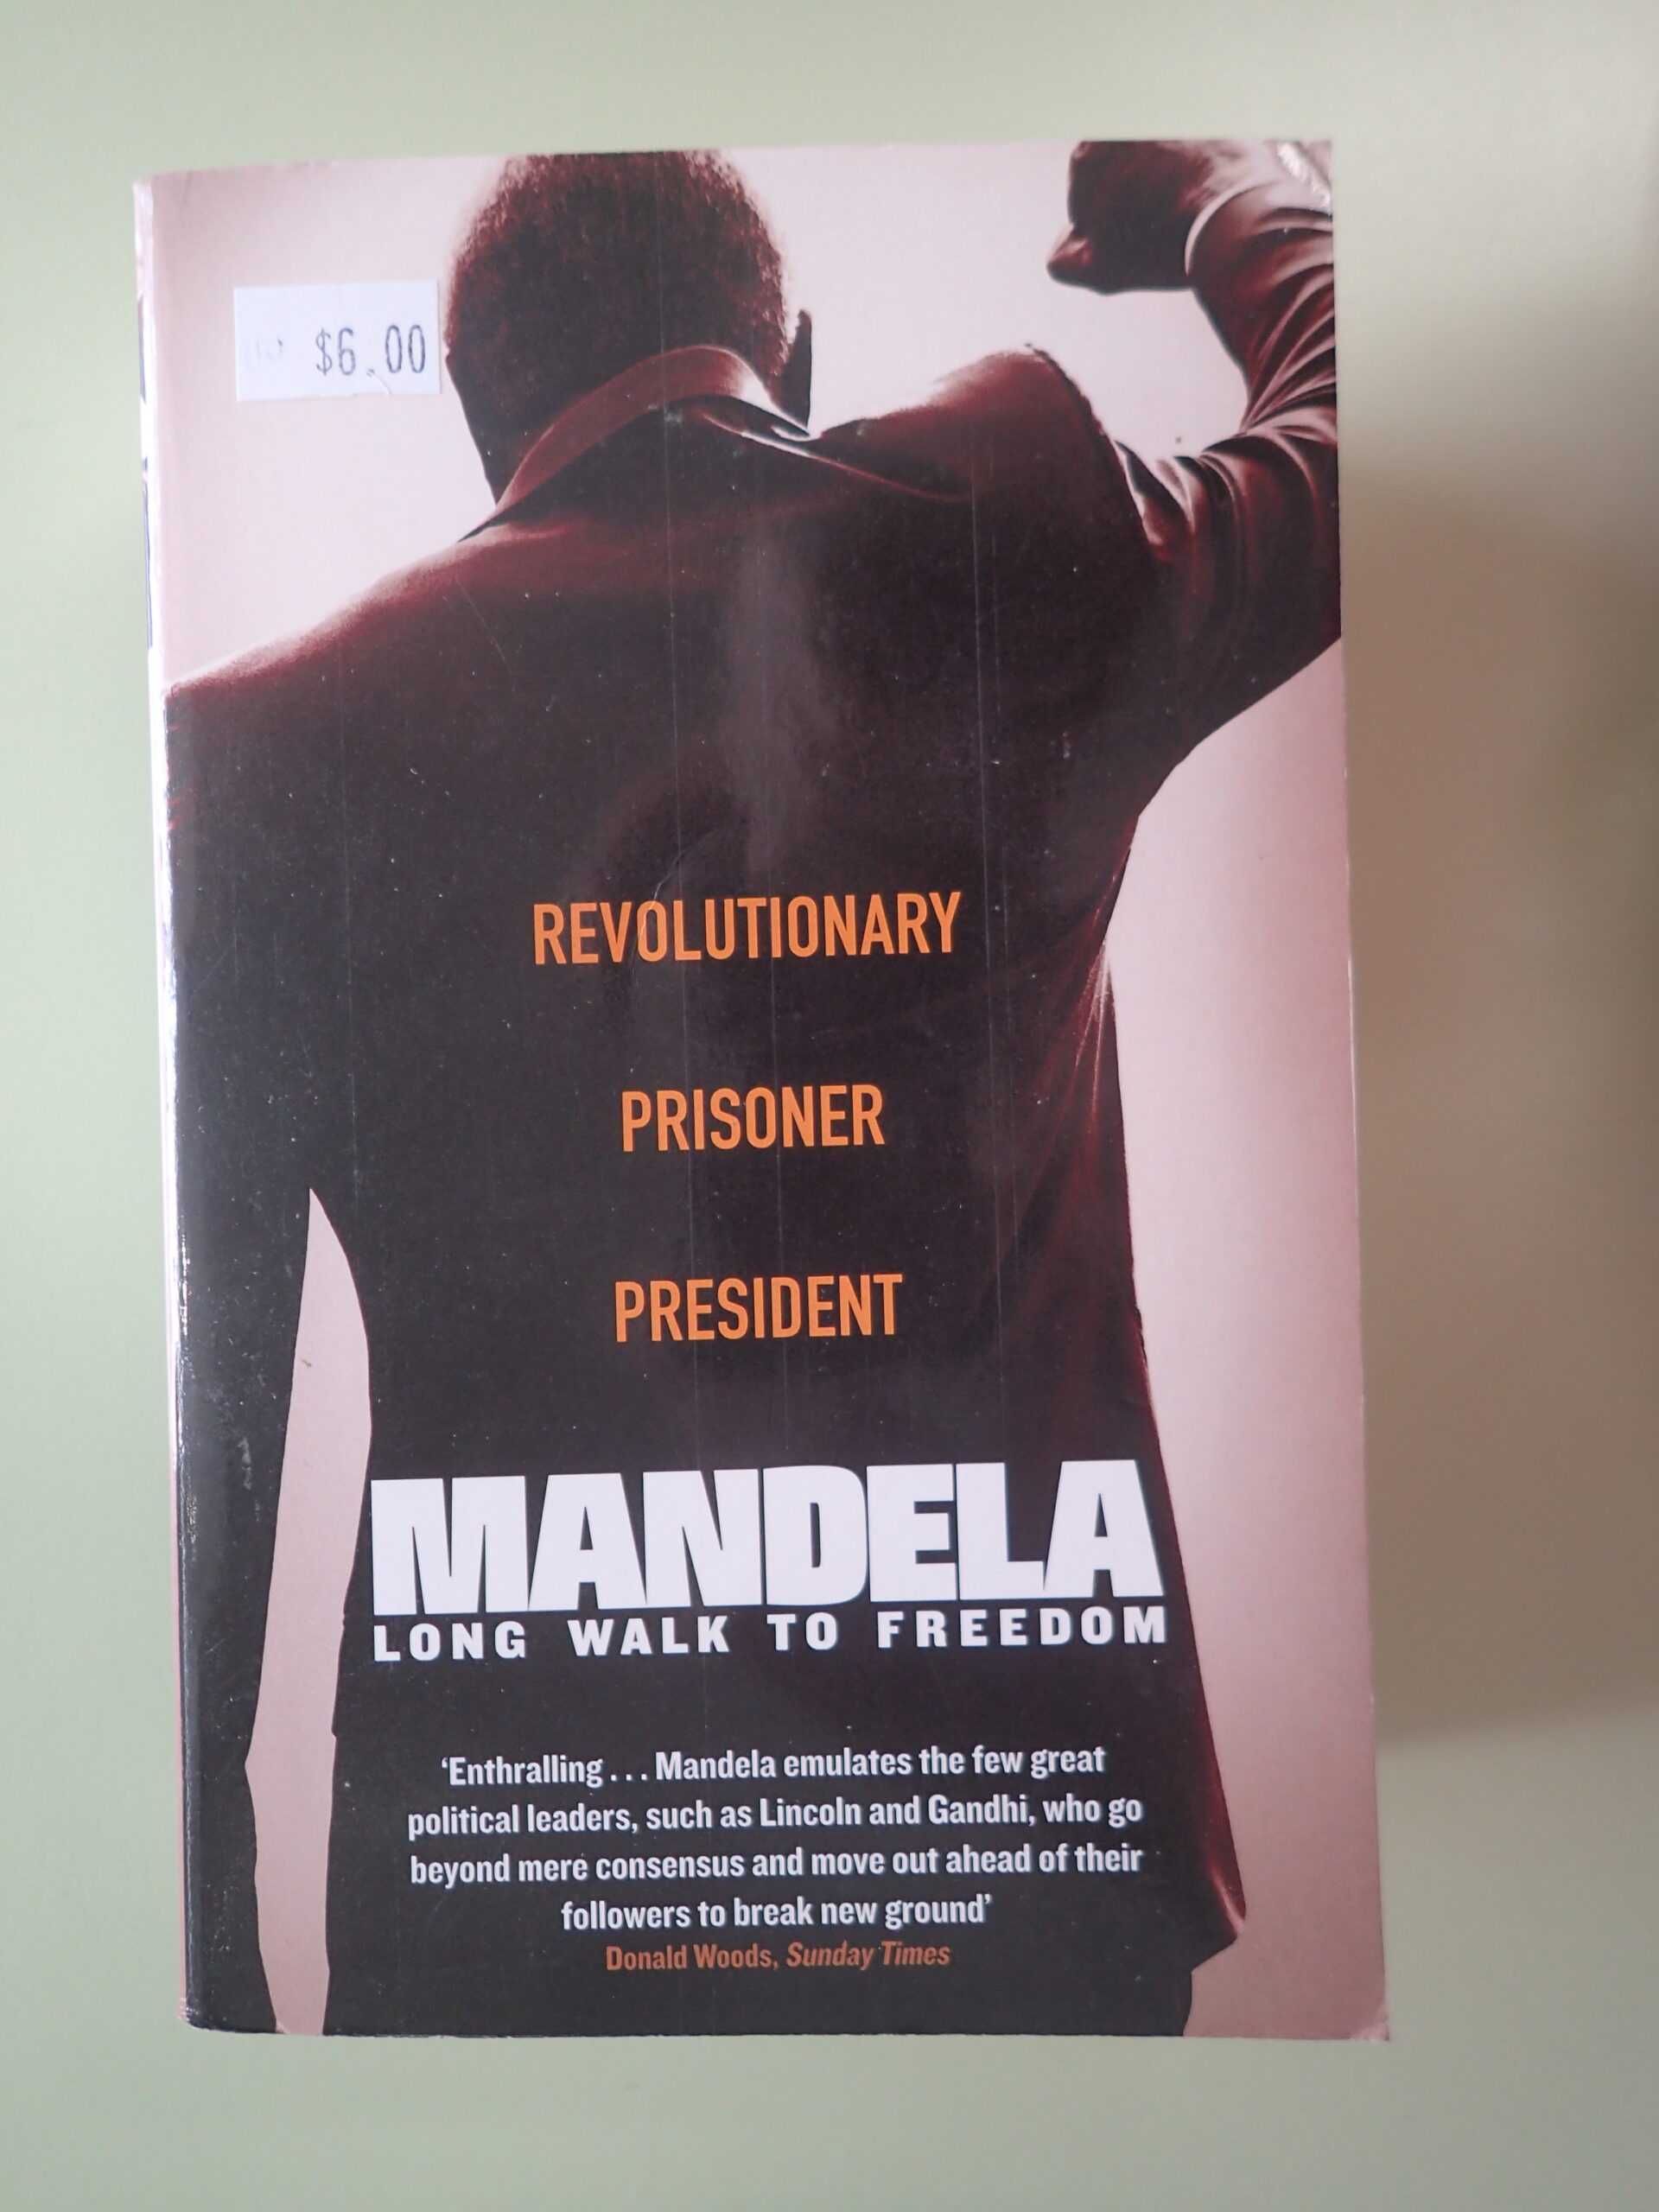 $6.00
REVOLUTIONARY
PRISONER
PRESIDENT
MANDELA
LONG WALK TO FREEDOM
‘Enthralling . . . Mandela emulates the few great
political leaders, such as Lincoln and Gandhi, who go
beyond mere consensus and move out ahead of their
followers to break new ground’
Donald Woods, Sunday Times